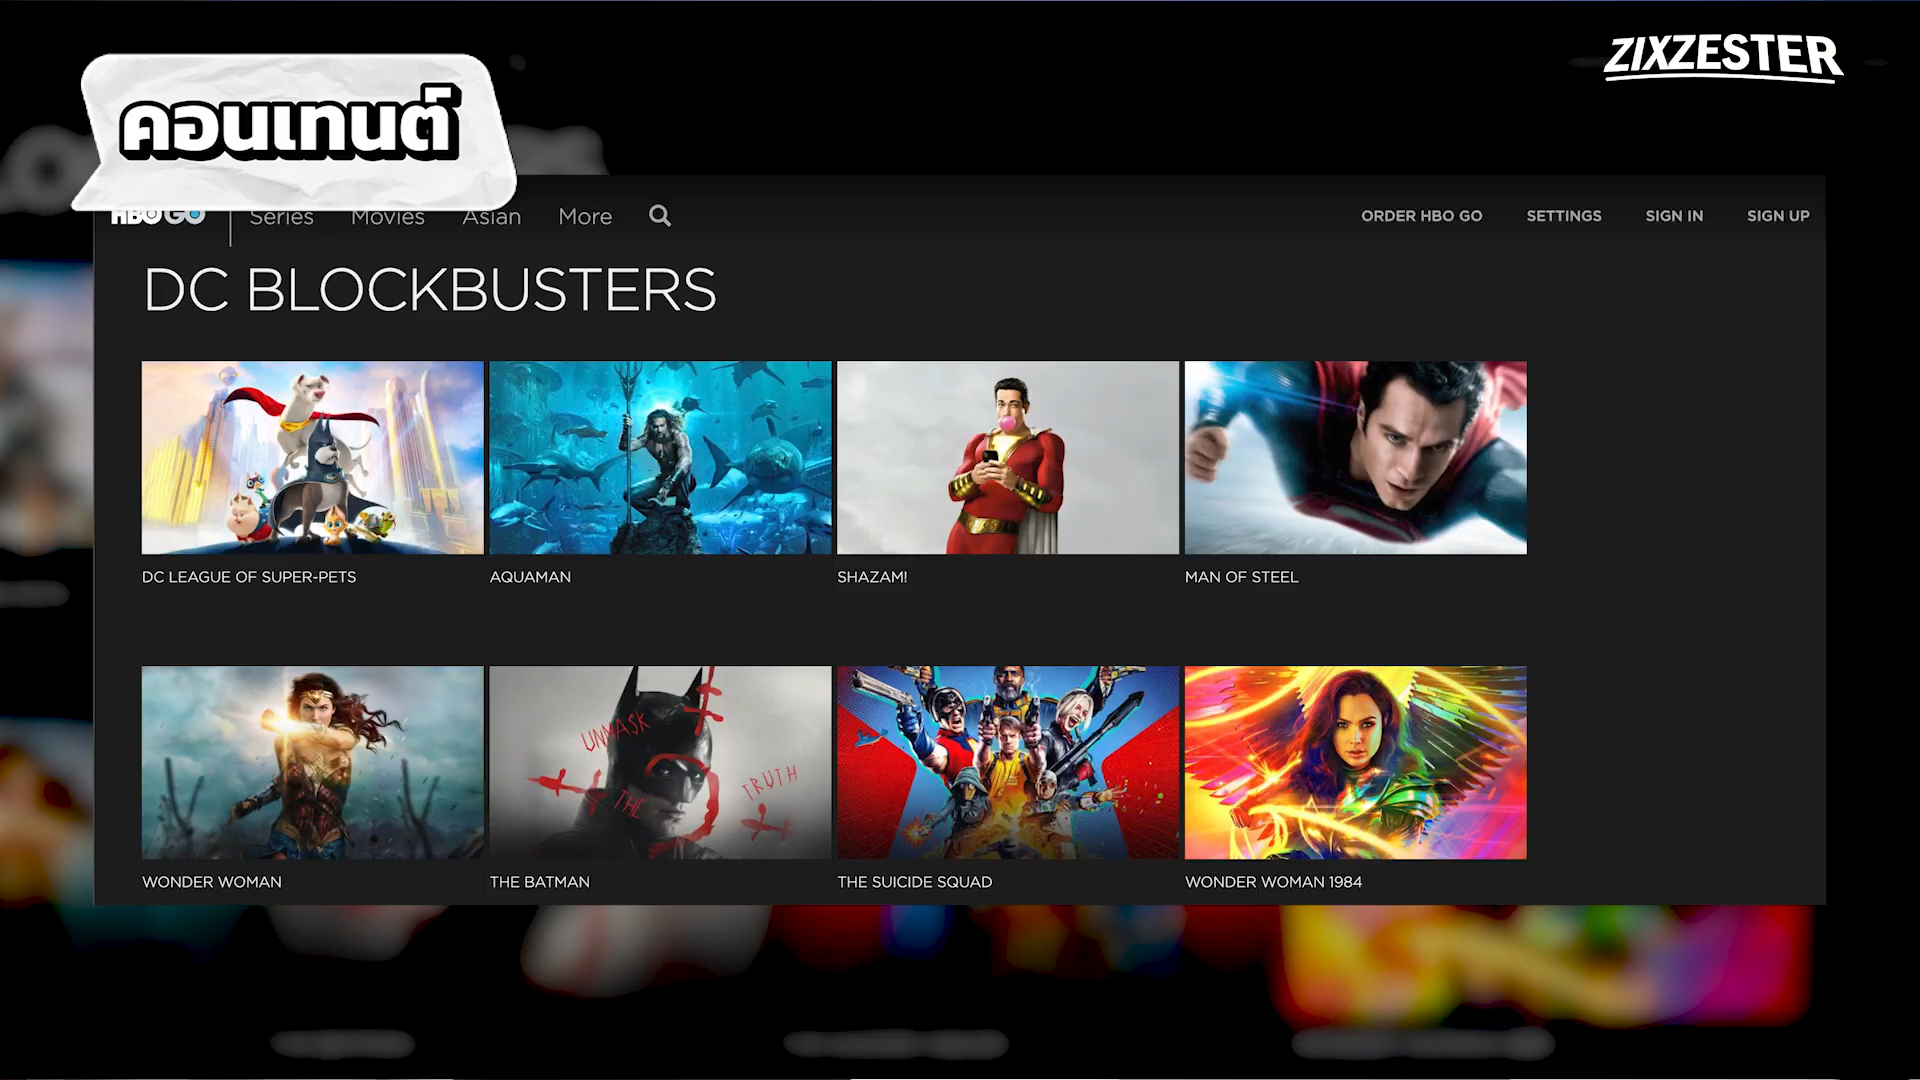 ZIXZESTER
คอนเทนต์
HBO GO
Series Movies Asian More
ORDER HBO GO SETTINGS SIGN IN SIGN UP
DC BLOCKBUSTERS
DC LEAGUE OF SUPER-PETS
AQUAMAN
SHAZAM!
MAN OF STEEL
UNMASK
THE
TRUTH
WONDER WOMAN
THE BATMAN
THE SUICIDE SQUAD
WONDER WOMAN 1984